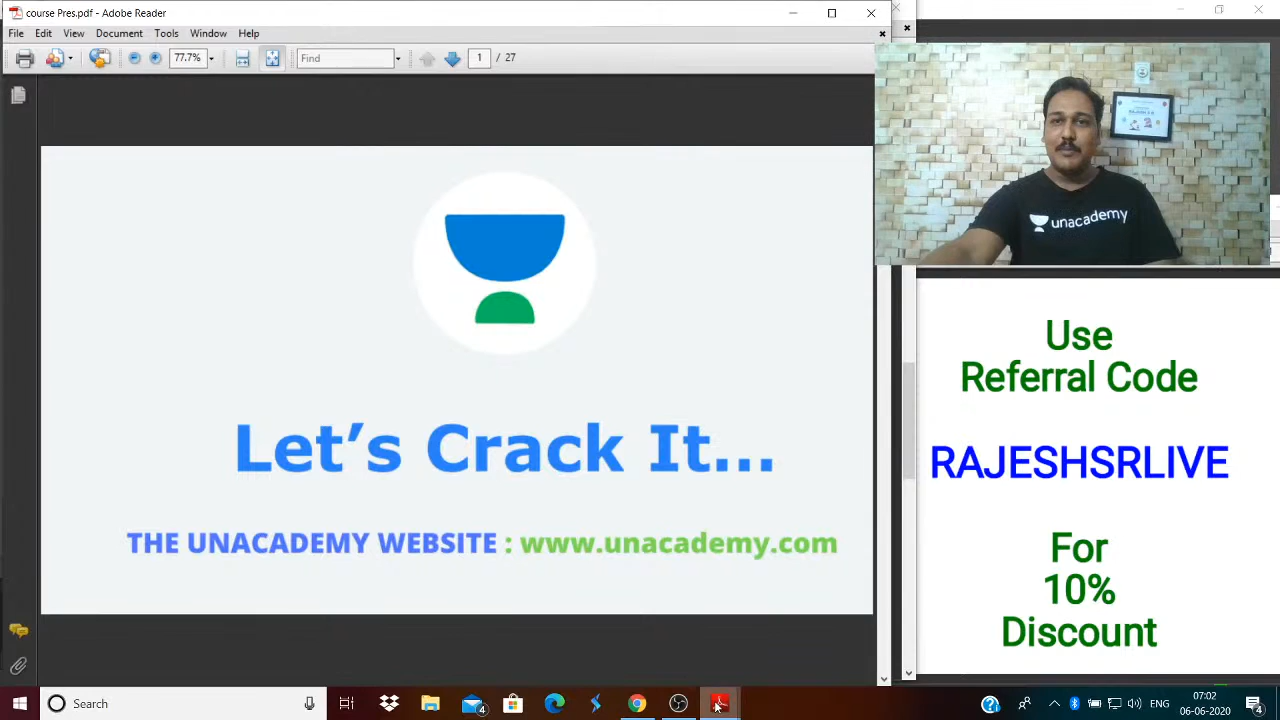 course Pres.pdf - Adobe Reader
File Edit View Document Tools Window Help
77.7% Find 1 / 27
unacademy
Let's Crack It...
THE UNACADEMY WEBSITE : www.unacademy.com
Use
Referral Code
RAJESHSRLIVE
For
10%
Discount
Search
4
ENG
07:02
06-06-2020
4